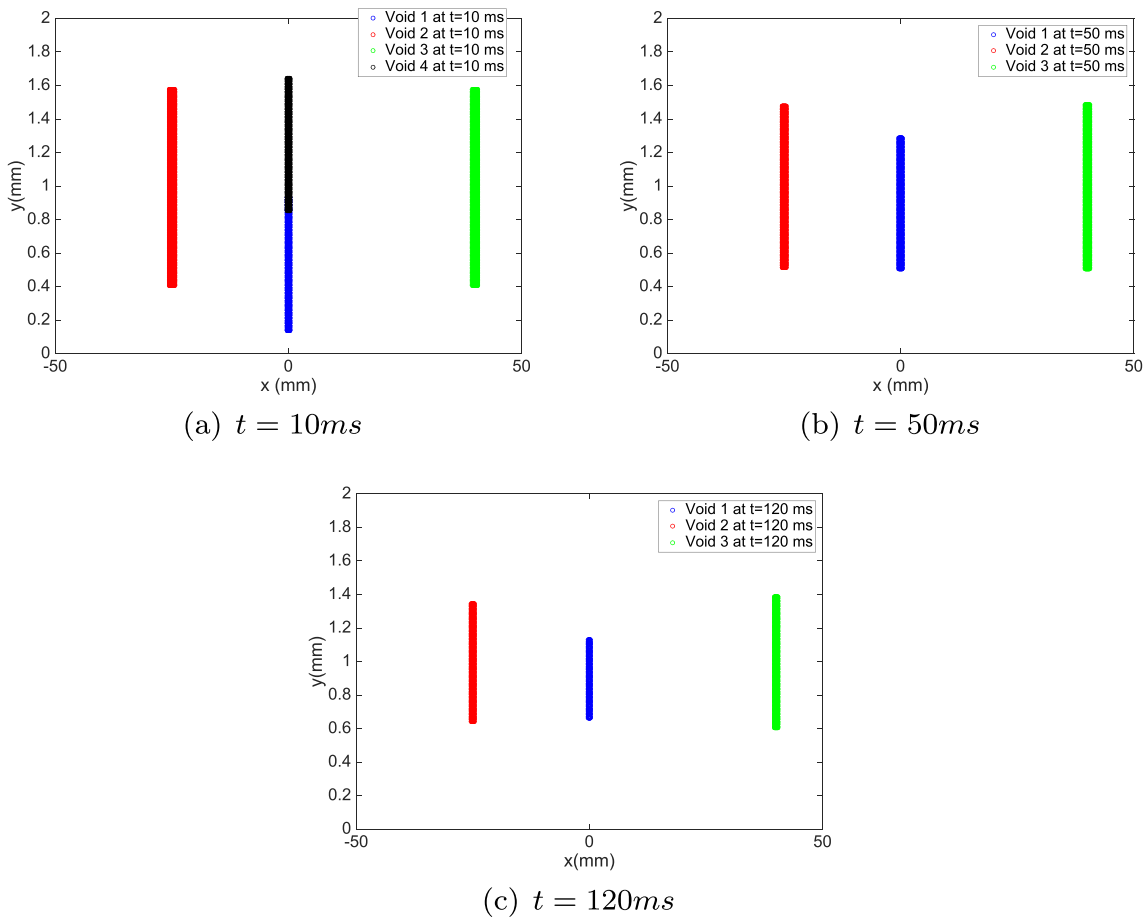 2
1.8
1.6
1.4
1.2
1
0.8
0.6
0.4
0.2
0
y(mm)
-50
0
50
x (mm)
Void 1 at t=10 ms
Void 2 at t=10 ms
Void 3 at t=10 ms
Void 4 at t=10 ms
(a) t = 10ms
2
1.8
1.6
1.4
1.2
1
0.8
0.6
0.4
0.2
0
y(mm)
-50
0
50
x (mm)
Void 1 at t=50 ms
Void 2 at t=50 ms
Void 3 at t=50 ms
(b) t = 50ms
2
1.8
1.6
1.4
1.2
1
0.8
0.6
0.4
0.2
0
y(mm)
-50
0
50
x(mm)
Void 1 at t=120 ms
Void 2 at t=120 ms
Void 3 at t=120 ms
(c) t = 120ms